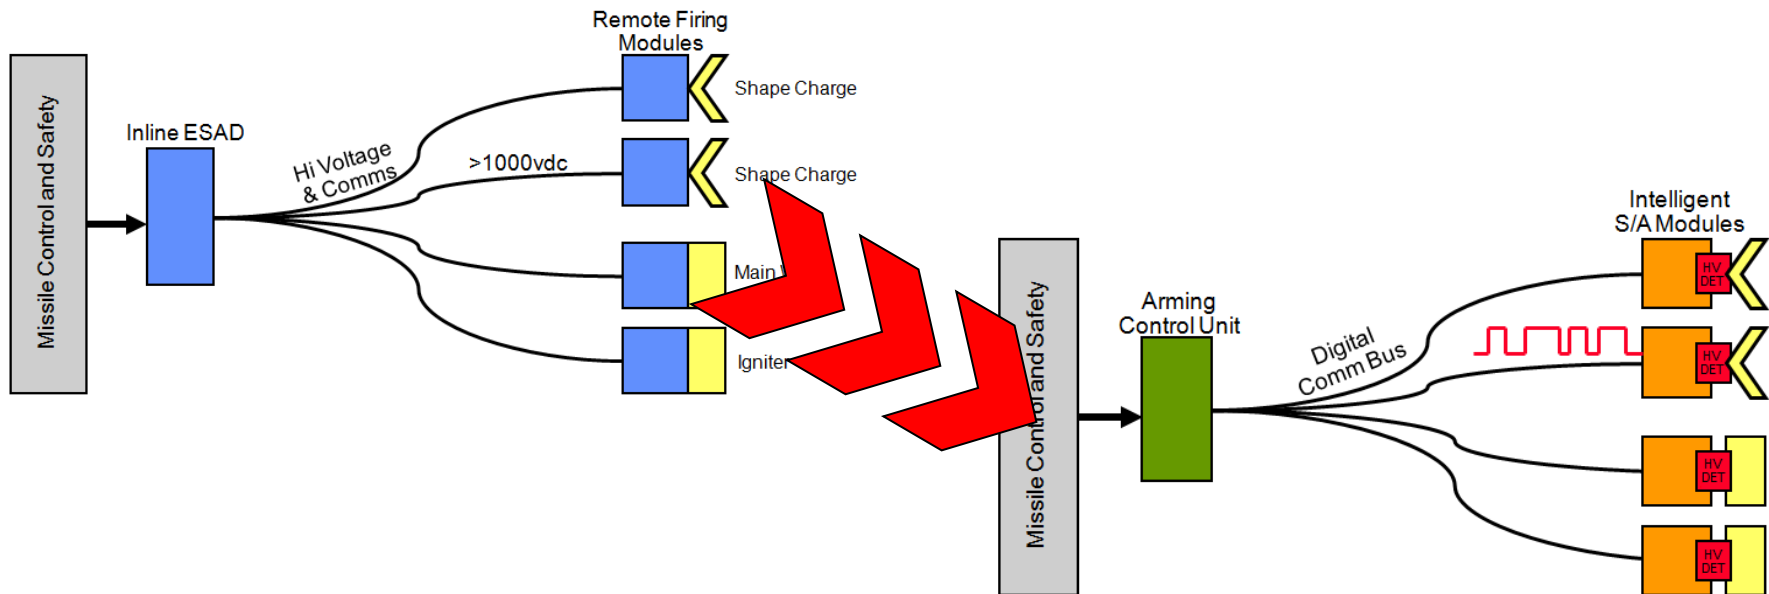 Remote Firing
Modules
Shape Charge
Inline ESAD
Missile Control and Safety
Hi Voltage
& Comms
>1000vdc
Shape Charge
Main
Igniter
Intelligent
S/A Modules
HV
DET
Arming
Control Unit
Missile Control and Safety
Digital
Comm Bus
HV
DET
HV
DET
HV
DET